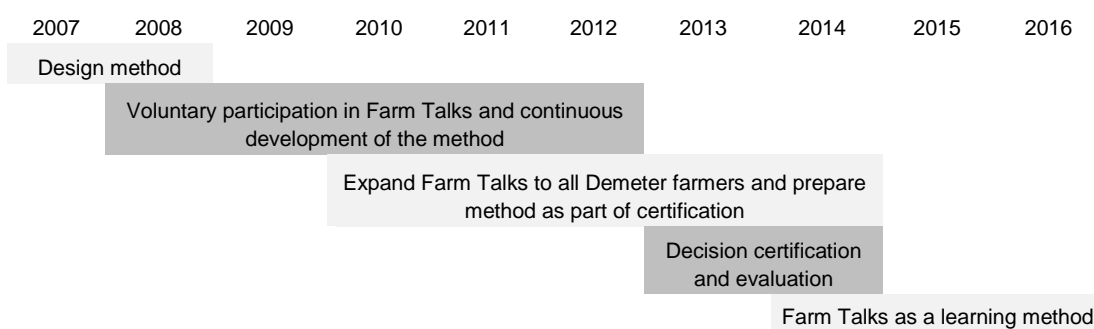 2007 2008 2009 2010 2011 2012 2013 2014 2015 2016
Design method
Voluntary participation in Farm Talks and continuous
development of the method
Expand Farm Talks to all Demeter farmers and prepare
method as part of certification
Decision certification
and evaluation
Farm Talks as a learning method